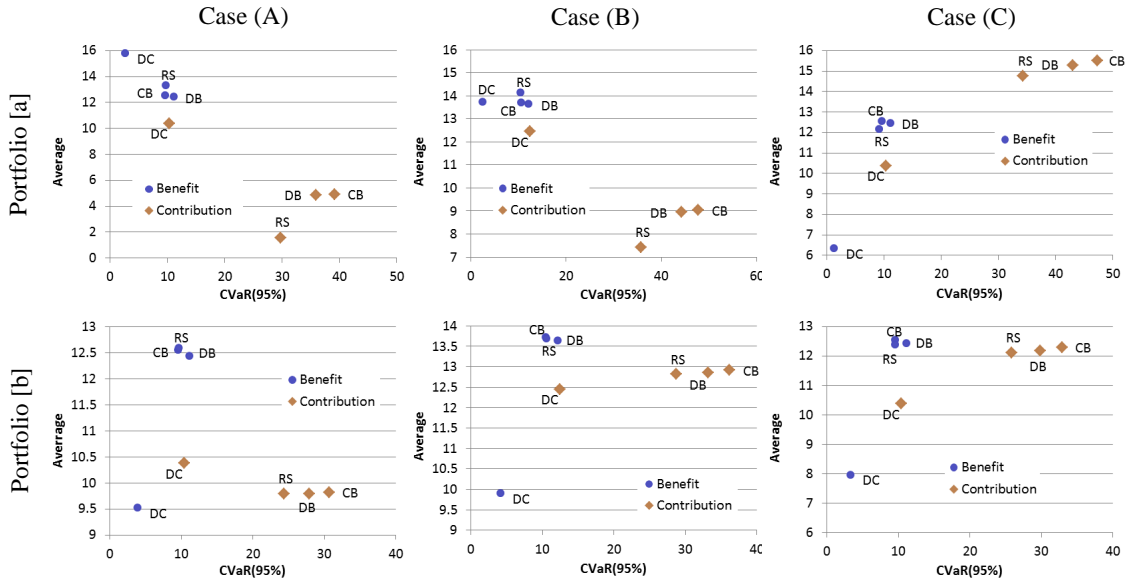 Case (A)
Case (B)
Case (C)
Portfolio [a]
Average
16
14
12
10
8
6
4
2
0
DC
RS
CB
DB
DC
Benefit
Contribution
DB
CB
RS
0
10
20
30
40
50
CVaR(95%)
Average
16
15
14
13
12
11
10
9
8
7
DC
RS
CB
DB
DC
Benefit
Contribution
DB
CB
RS
0
20
40
60
CVaR(95%)
Average
16
15
14
13
12
11
10
9
8
7
6
RS
DB
CB
CB
DB
RS
DC
Benefit
Contribution
DC
0
10
20
30
40
50
CVaR(95%)
Portfolio [b]
Averrage
13
12.5
12
11.5
11
10.5
10
9.5
9
RS
CB
DB
Benefit
Contribution
DC
RS
DB
CB
DC
0
10
20
30
40
CVaR(95%)
Average
14
13.5
13
12.5
12
11.5
11
10.5
10
9.5
9
CB
DB
RS
RS
DB
CB
DC
Benefit
Contribution
DC
0
10
20
30
40
CVaR(95%)
Average
13
12
11
10
9
8
7
6
CB
DB
RS
RS
DB
CB
DC
DC
Benefit
Contribution
0
10
20
30
40
CVaR(95%)